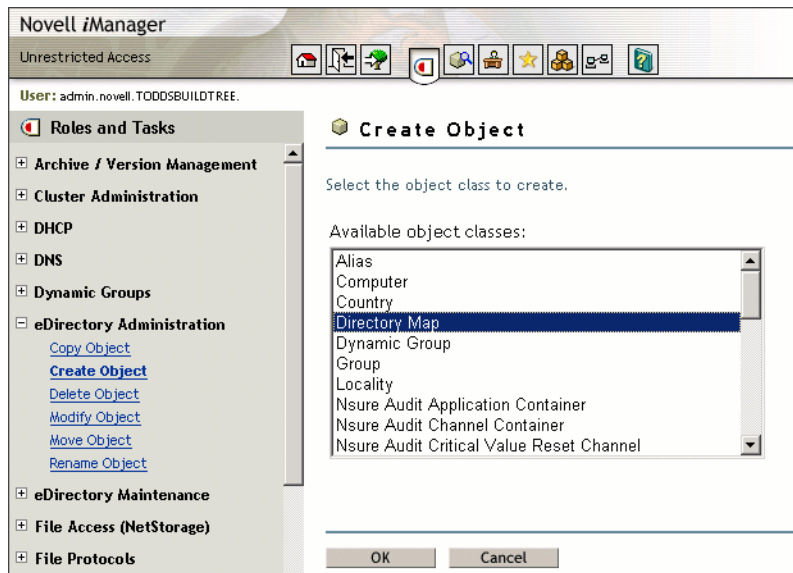 Novell iManager
Unrestricted Access
User: admin.novell.TODDSBUILDTREE.
Roles and Tasks
Archive / Version Management
Cluster Administration
DHCP
DNS
Dynamic Groups
eDirectory Administration
Copy Object
Create Object
Delete Object
Modify Object
Move Object
Rename Object
eDirectory Maintenance
File Access (NetStorage)
File Protocols
Create Object
Select the object class to create.
Available object classes:
Alias
Computer
Country
Directory Map
Dynamic Group
Group
Locality
Nsure Audit Application Container
Nsure Audit Channel Container
Nsure Audit Critical Value Reset Channel
OK
Cancel